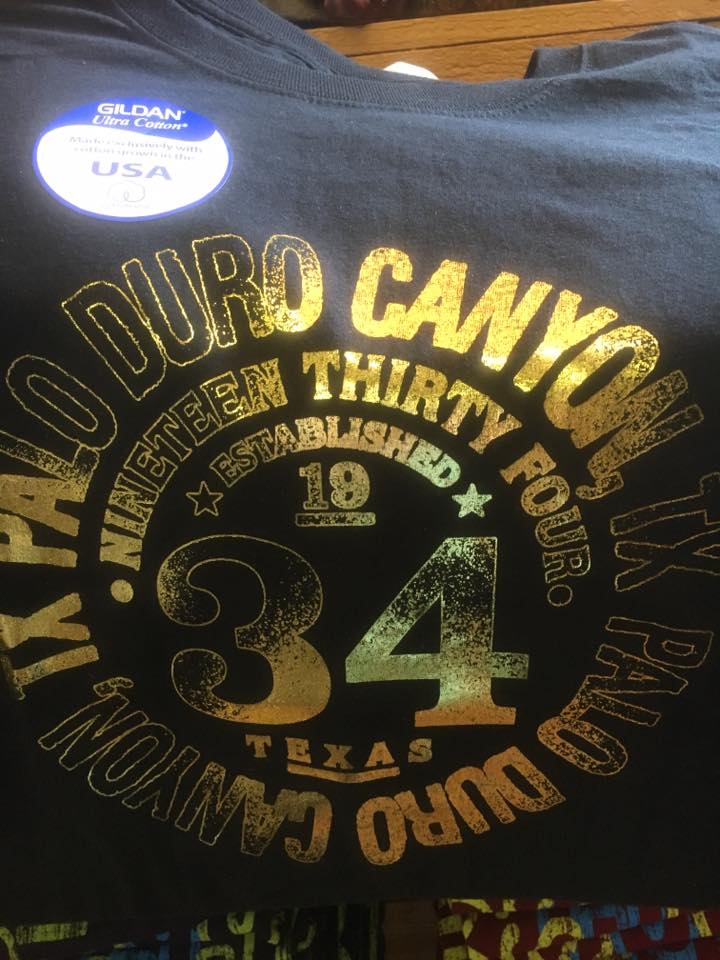 GILDAN®
Ultra Cotton®
Made exclusively with
cotton grown in the
USA
PALO DURO CANYON, TX PALO DURO CANYON, TX
•NINETEEN THIRTY FOUR.•
ESTABLISHED
19
34
TEXAS